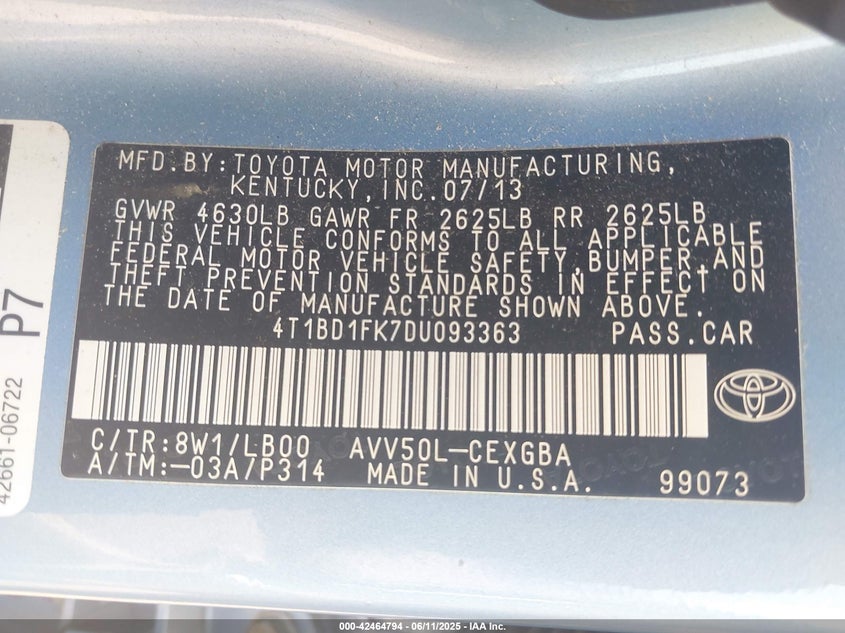 MFD.BY:TOYOTA MOTOR MANUFACTURING,
KENTUCKY,INC.07/13
GVWR 4630LB GAWR FR 2625LB RR 2625LB
THIS VEHICLE CONFORMS TO ALL APPLICABLE
FEDERAL MOTOR VEHICLE SAFETY,BUMPER,AND
THEFT PREVENTION STANDARDS IN EFFECT ON
THE DATE OF MANUFACTURE SHOWN ABOVE.
4T1BD1FK7DU093363 PASS.CAR
C/TR:8W1/LB00 AVV50L-CEXGBA
A/TM:-03A/P314 MADE IN U.S.A. 99073
P7
42661-06722
000-42464794 - 06/11/2025 - IAA Inc.